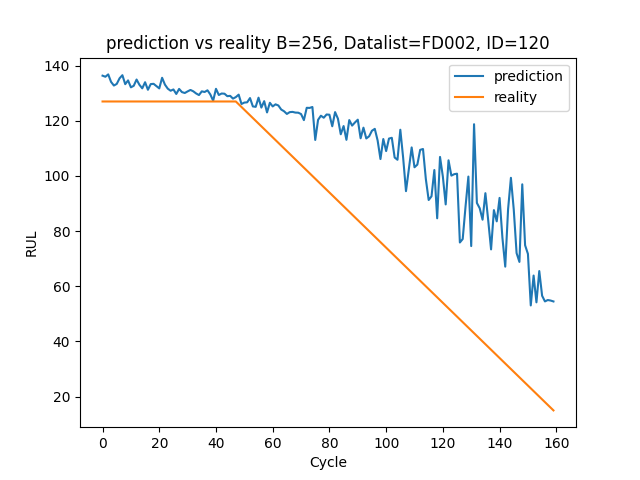 prediction vs reality B=256, Datalist=FD002, ID=120
prediction
reality
RUL
140
120
100
80
60
40
20
0 20 40 60 80 100 120 140 160
Cycle